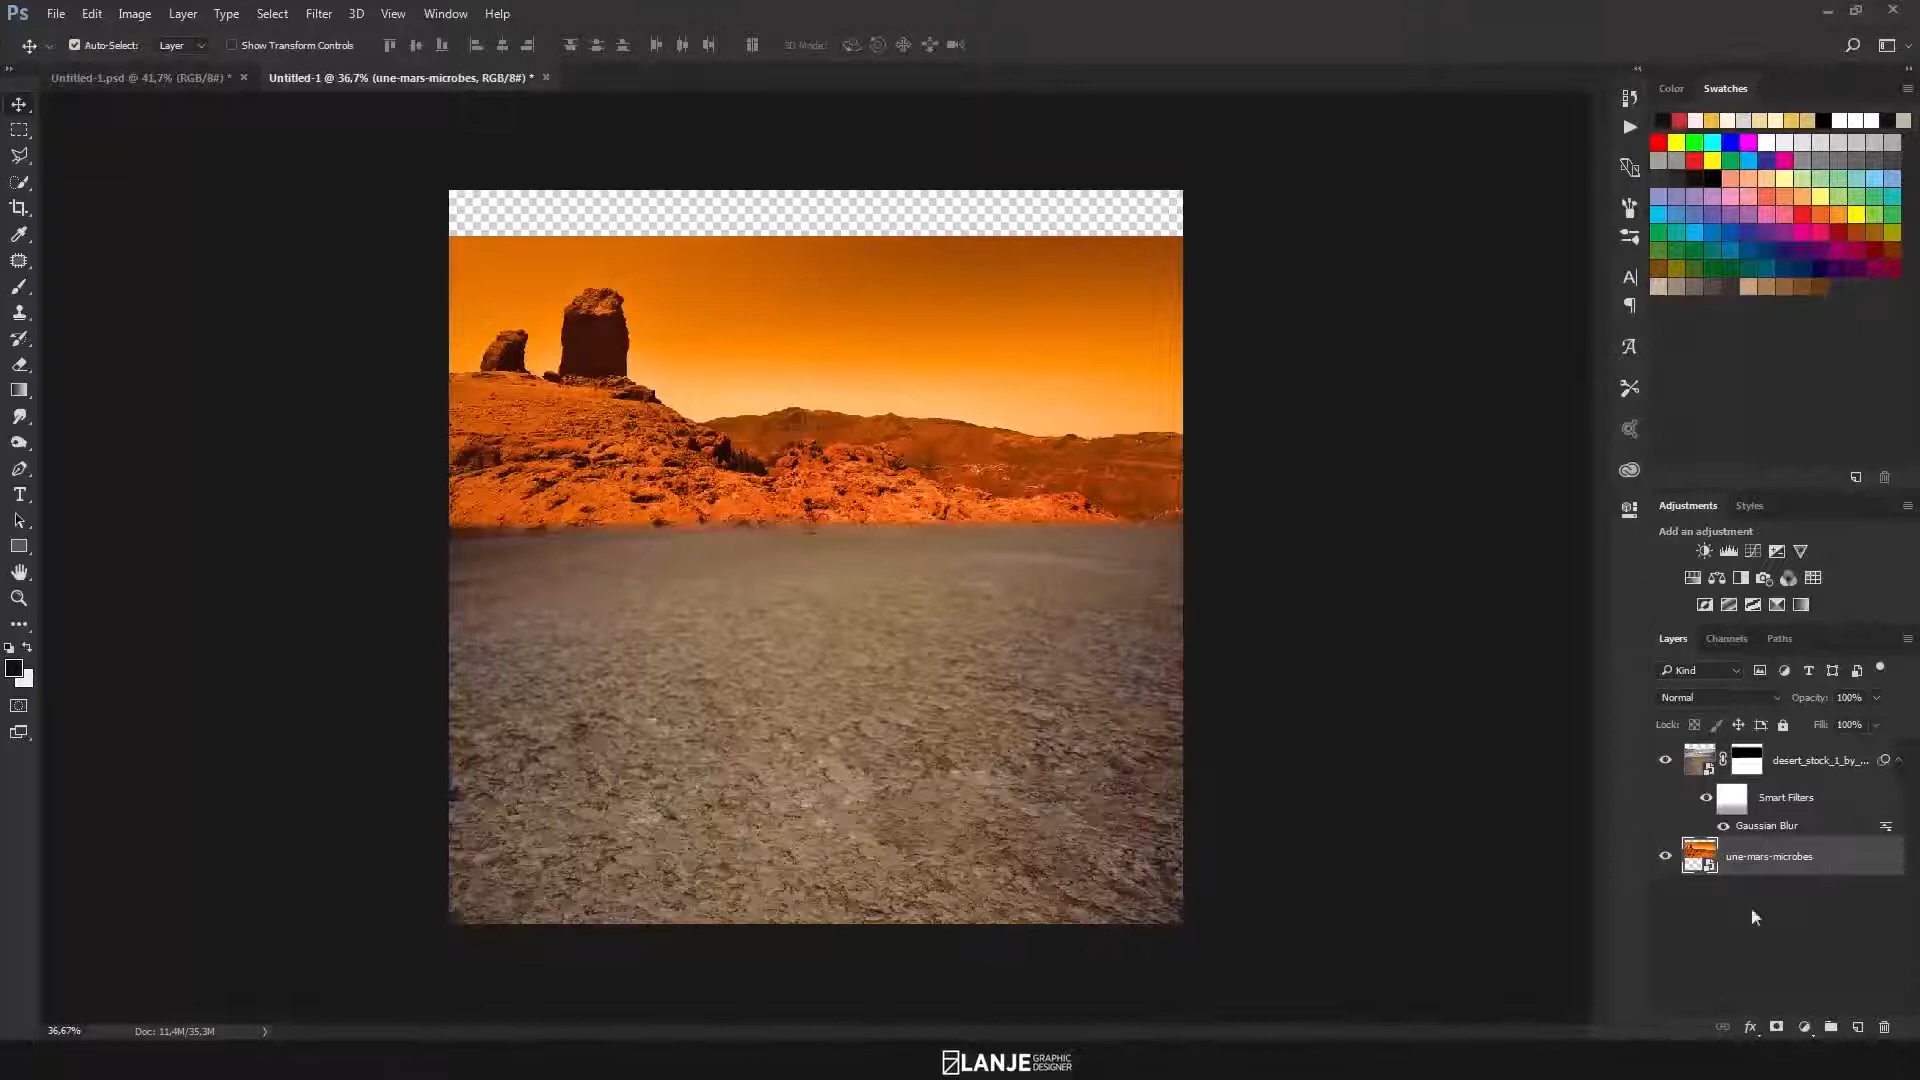 Ps File Edit Image Layer Type Select Filter 3D View Window Help
Auto-Select: Layer Show Transform Controls 3D Mode:
Untitled-1.psd @ 41,7% (RGB/8#) * Untitled-1 @ 36,7% (une-mars-microbes, RGB/8#) *
Color Swatches
Adjustments Styles
Add an adjustment
Layers Channels Paths
Kind
Normal Opacity: 100%
Lock: Fill: 100%
desert_stock_1_by_...
Smart Filters
Gaussian Blur
une-mars-microbes
fx
36,67% Doc: 11,4M/35,3M
LANJE GRAPHIC DESIGNER